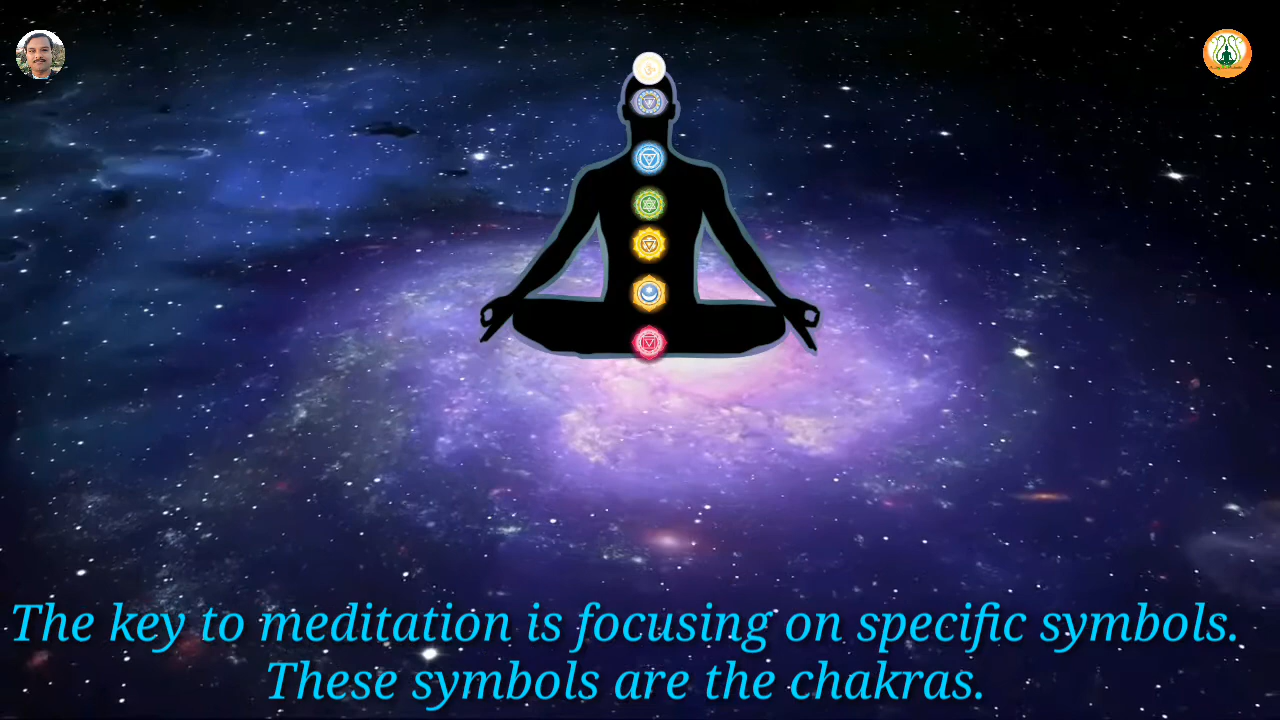 The key to meditation is focusing on specific symbols.
These symbols are the chakras.